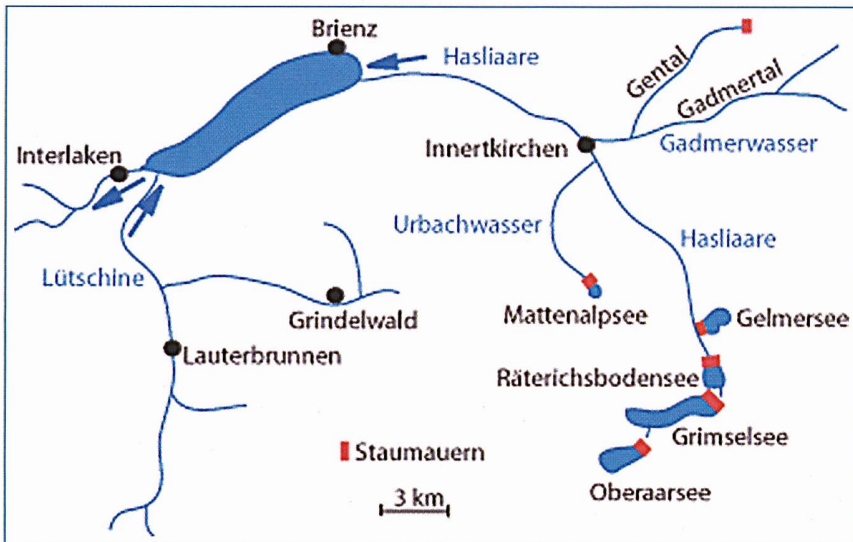 Brienz
Hasliaare
Gental
Gadmertal
Interlaken
Innertkirchen
Gadmerwasser
Urbachwasser
Hasliaare
Lütschine
Grindelwald
Mattenalpsee
Gelmersee
Lauterbrunnen
Räterichsbodensee
Grimselsee
Staumauern
3 km
Oberaarsee